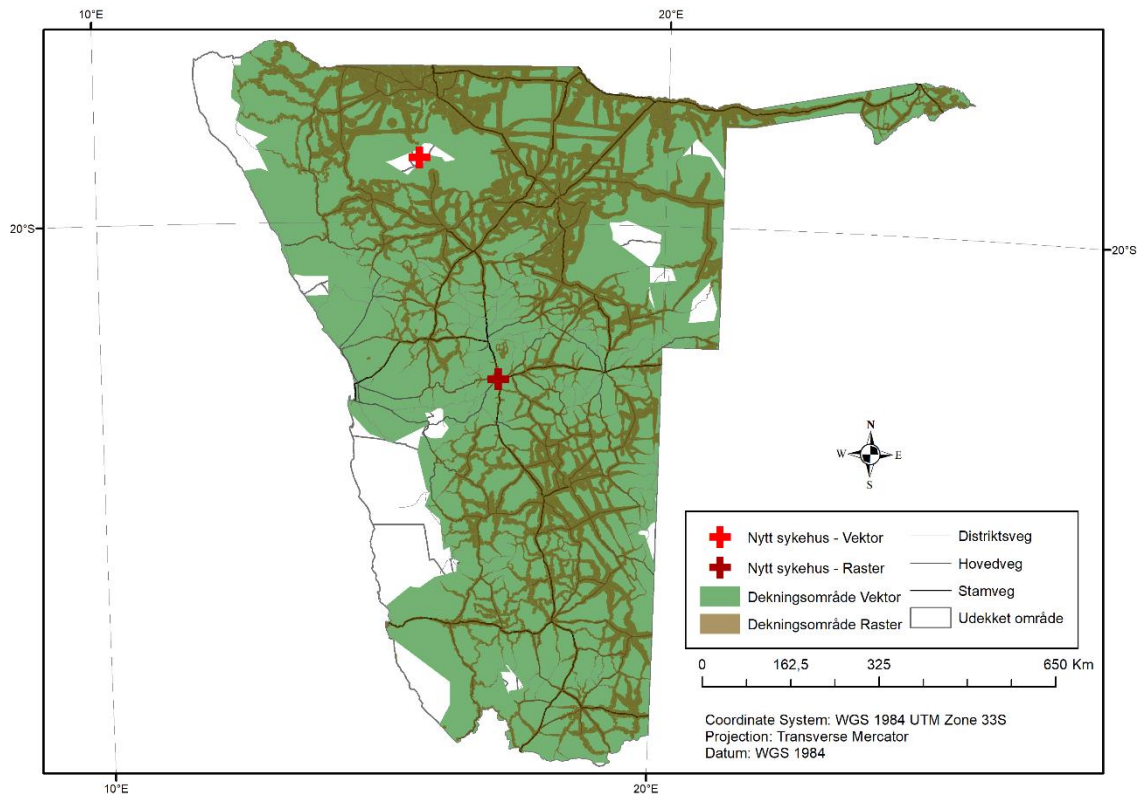 10°E
20°E
20°S
20°S
N
W
E
S
Nytt sykehus - Vektor
Nytt sykehus - Raster
Dekningsområde Vektor
Dekningsområde Raster
Distriktsveg
Hovedveg
Stamveg
Udekket område
0 162,5 325 650 Km
Coordinate System: WGS 1984 UTM Zone 33S
Projection: Transverse Mercator
Datum: WGS 1984
10°E
20°E